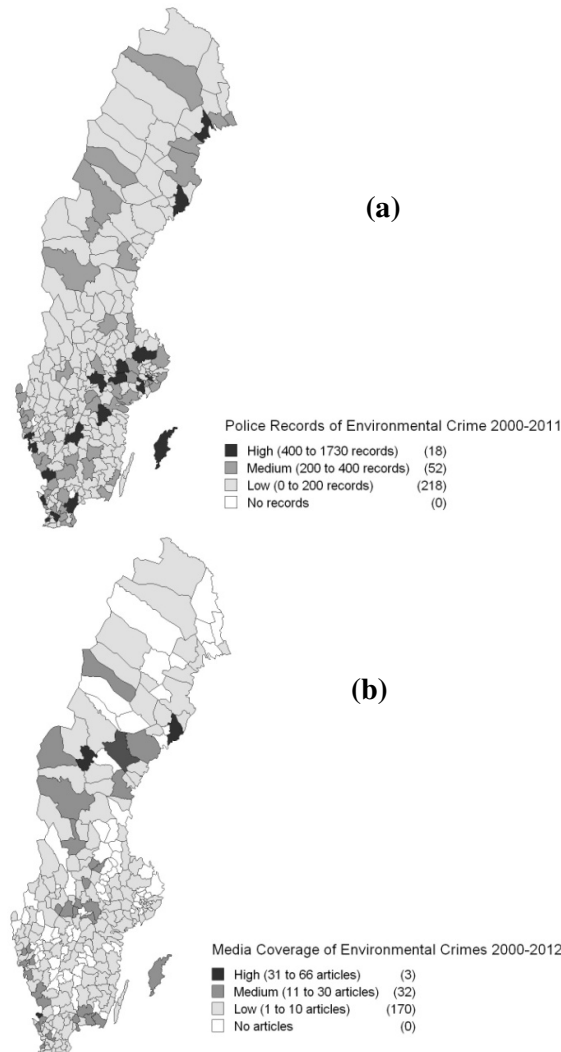 (a)
Police Records of Environmental Crime 2000-2011
High (400 to 1730 records) (18)
Medium (200 to 400 records) (52)
Low (0 to 200 records) (218)
No records (0)
(b)
Media Coverage of Environmental Crimes 2000-2012
High (31 to 66 articles) (3)
Medium (11 to 30 articles) (32)
Low (1 to 10 articles) (170)
No articles (0)